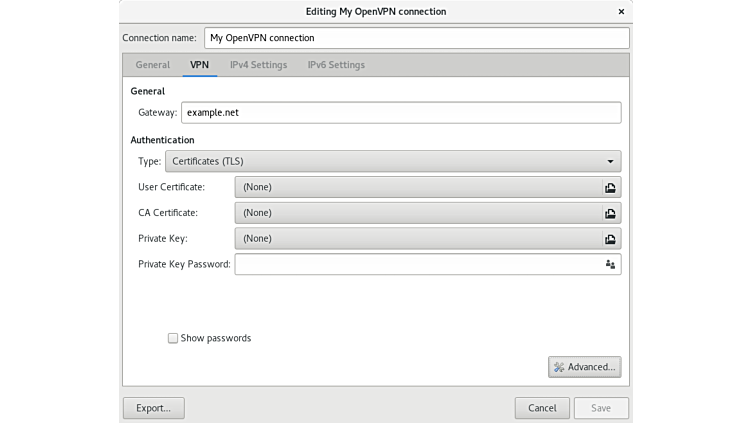 Editing My OpenVPN connection
Connection name: My OpenVPN connection
General VPN IPv4 Settings IPv6 Settings
General
Gateway: example.net
Authentication
Type: Certificates (TLS)
User Certificate: (None)
CA Certificate: (None)
Private Key: (None)
Private Key Password:
Show passwords
Advanced...
Export... Cancel Save